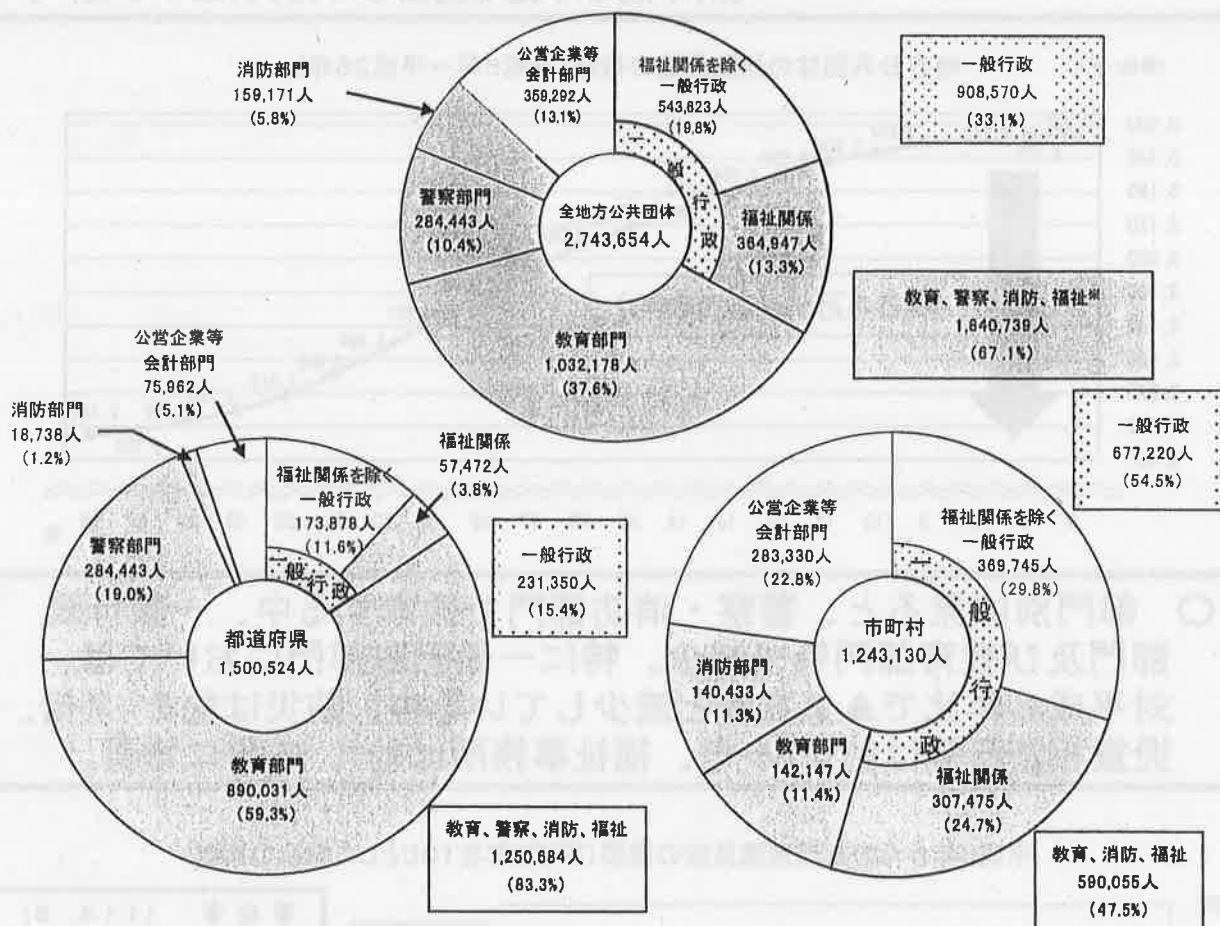 公営企業等
会計部門
359,292人
(13.1%)
福祉関係を除く
一般行政
543,623人
(19.8%)
一般行政
908,570人
(33.1%)
消防部門
159,171人
(5.8%)
一般行政
警察部門
284,443人
(10.4%)
全地方公共団体
2,743,654人
福祉関係
364,947人
(13.3%)
教育部門
1,032,178人
(37.6%)
教育、警察、消防、福祉※
1,840,739人
(67.1%)
公営企業等
会計部門
75,962人
(5.1%)
消防部門
18,738人
(1.2%)
福祉関係を除く
一般行政
173,878人
(11.6%)
福祉関係
57,472人
(3.8%)
警察部門
284,443人
(19.0%)
一般行政
一般行政
231,350人
(15.4%)
都道府県
1,500,524人
教育部門
890,031人
(59.3%)
教育、警察、消防、福祉
1,250,684人
(83.3%)
一般行政
677,220人
(54.5%)
公営企業等
会計部門
283,330人
(22.8%)
福祉関係を除く
一般行政
369,745人
(29.8%)
一般行政
市町村
1,243,130人
消防部門
140,433人
(11.3%)
教育部門
142,147人
(11.4%)
福祉関係
307,475人
(24.7%)
教育、消防、福祉
590,055人
(47.5%)